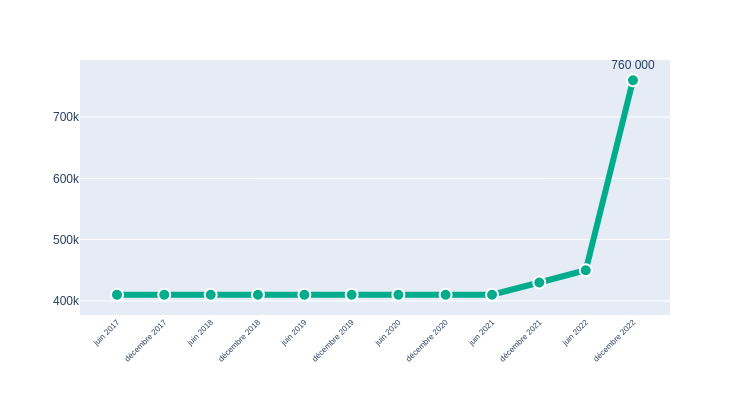 760 000
700k
600k
500k
400k
juin 2017
décembre 2017
juin 2018
décembre 2018
juin 2019
décembre 2019
juin 2020
décembre 2020
juin 2021
décembre 2021
juin 2022
décembre 2022